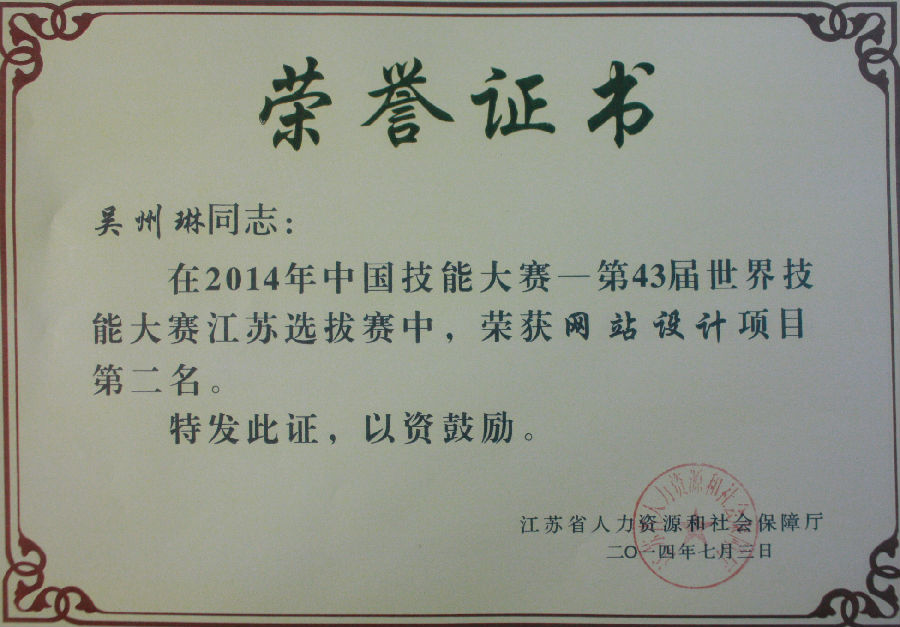 荣誉证书
吴州琳同志：
在2014年中国技能大赛—第43届世界技
能大赛江苏选拔赛中，荣获网站设计项目
第二名。
特发此证，以资鼓励。
江苏省人力资源和社会保障厅
二〇一四年七月三日